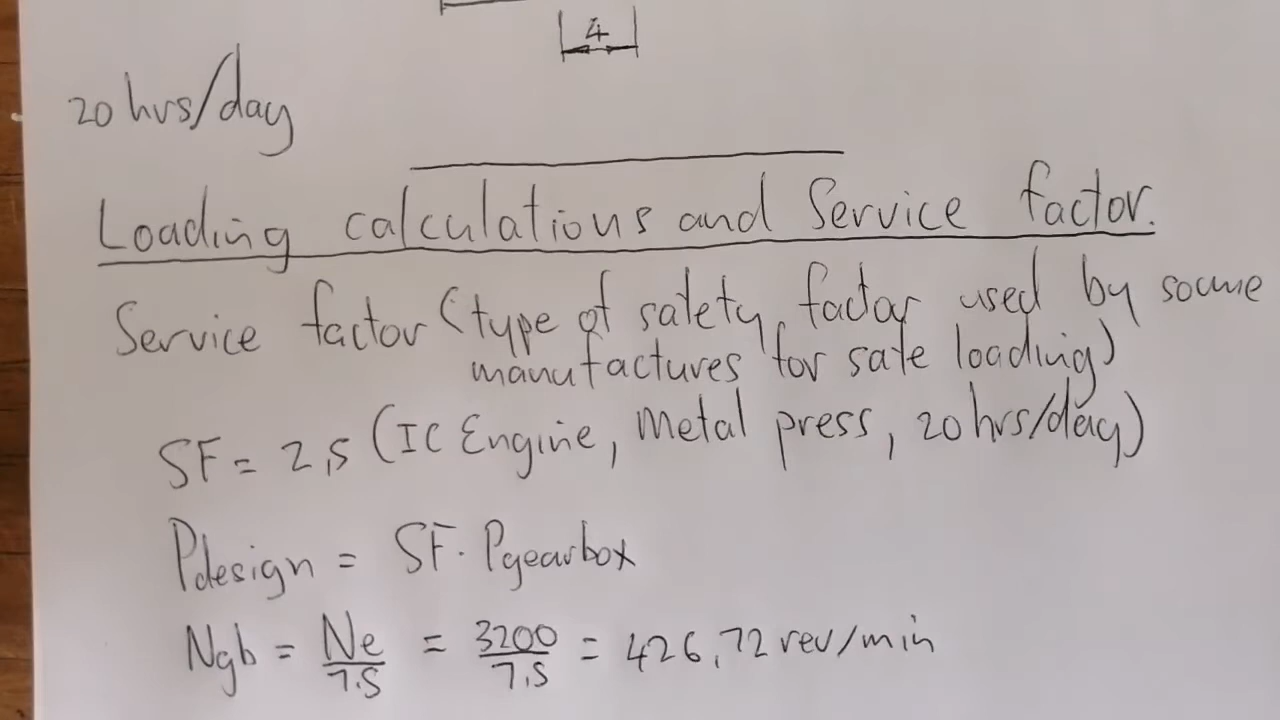 4
20 hrs/day
Loading calculations and Service factor.
Service factor (type of safety factor used by some
manufactures for safe loading)
SF = 2,5 (IC Engine, Metal press, 20 hrs/day)
Pdesign = SF. Pgearbox
Ngb = Ne/7.5 = 3200/7,5 = 426,72 rev/min